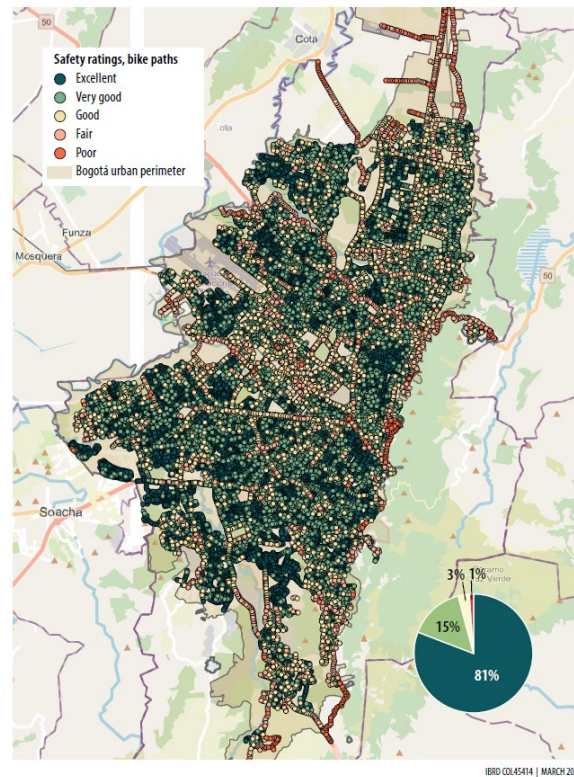 50
Cota
Safety ratings, bike paths
Excellent
Very good
Good
Fair
Poor
Bogotá urban perimeter
Funza
Mosquera
50
Soacha
3%
1%
15%
81%
IBRD COL45414 | MARCH 20